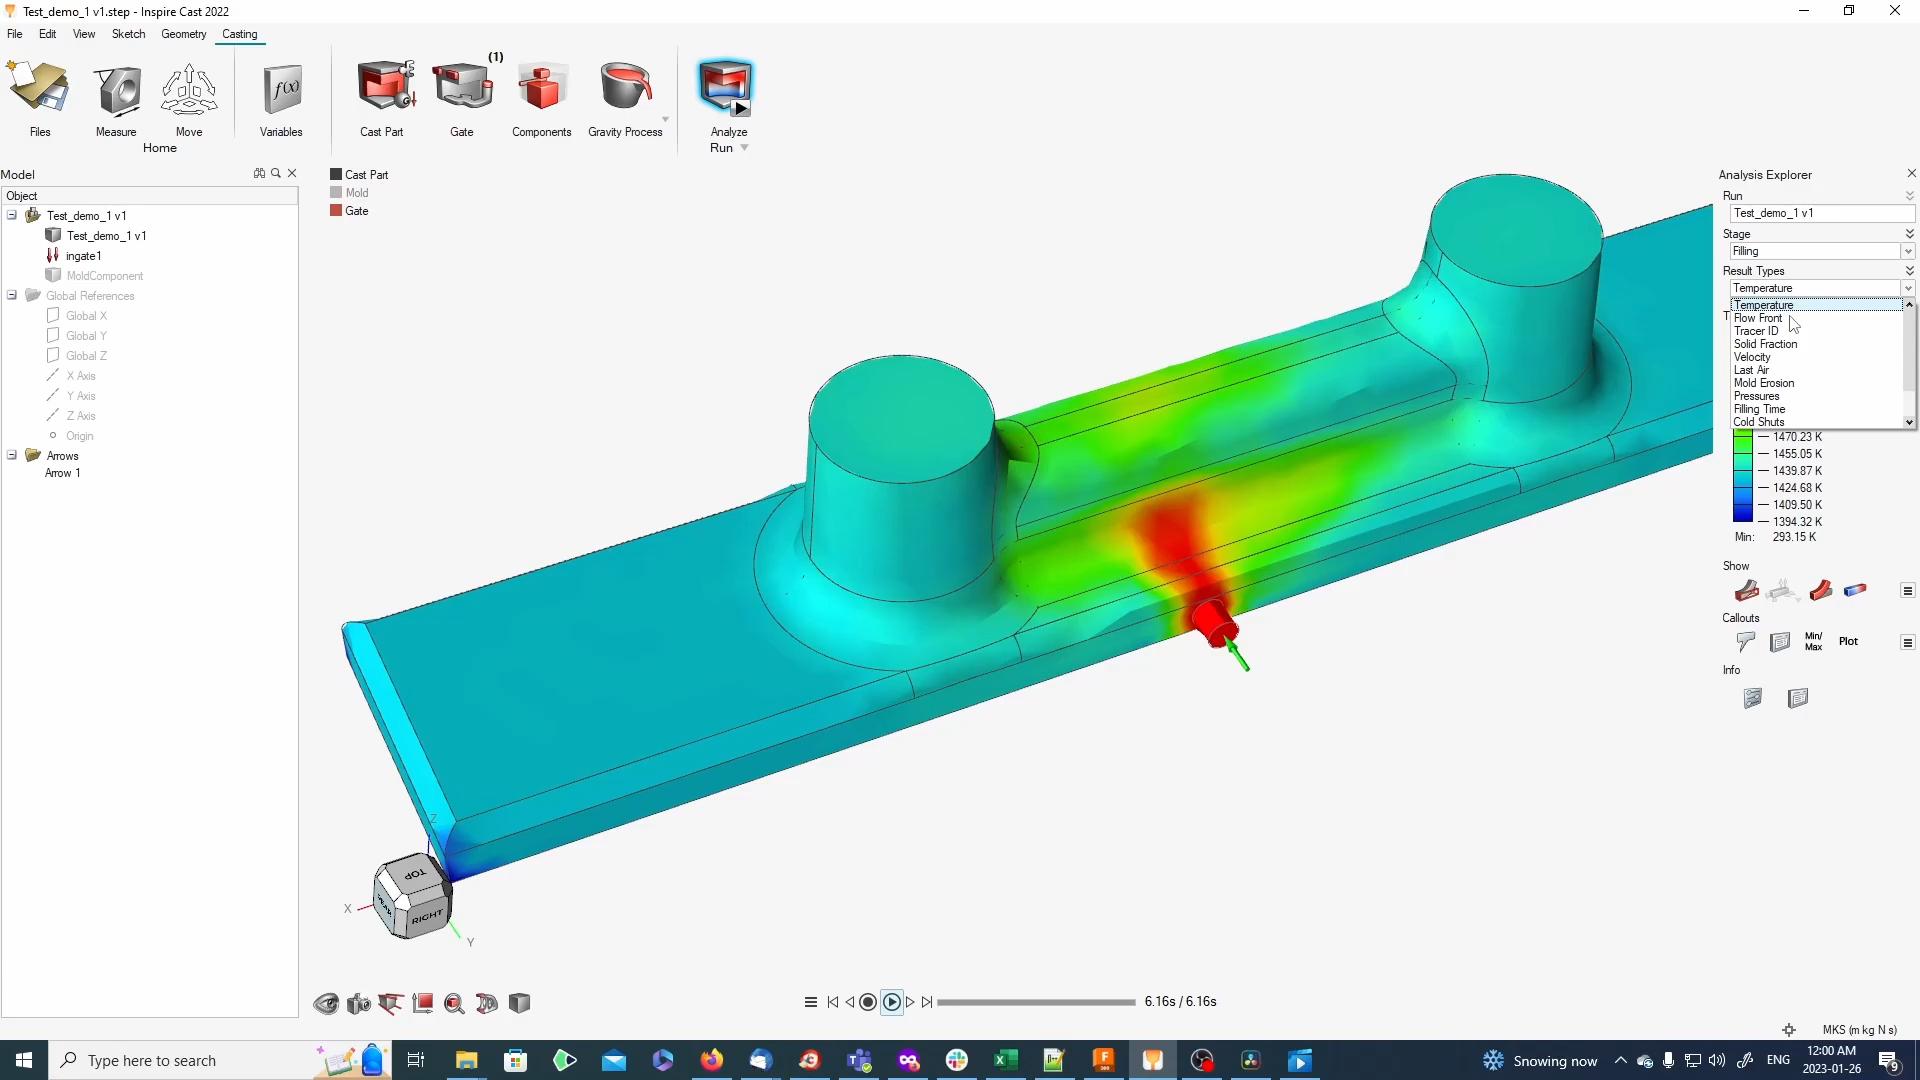 Test_demo_1 v1.step - Inspire Cast 2022
File Edit View Sketch Geometry Casting
(1)
f(x)
Files Measure Move Variables Cast Part Gate Components Gravity Process Analyze
Home Run
Model
Object
Test_demo_1 v1
Test_demo_1 v1
ingate1
MoldComponent
Global References
Global X
Global Y
Global Z
X Axis
Y Axis
Z Axis
Origin
Arrows
Arrow 1
Cast Part
Mold
Gate
Analysis Explorer
Run
Test_demo_1 v1
Stage
Filling
Result Types
Temperature
Temperature
Flow Front
Tracer ID
Solid Fraction
Velocity
Last Air
Mold Erosion
Pressures
Filling Time
Cold Shuts
1470.23 K
1455.05 K
1439.87 K
1424.68 K
1409.50 K
1394.32 K
Min: 293.15 K
Show
Callouts
Min/
Max
Plot
Info
Z
TOP
RIGHT
X
Y
6.16s / 6.16s
MKS (m kg N s)
Type here to search
Snowing now
ENG
12:00 AM
2023-01-26
9